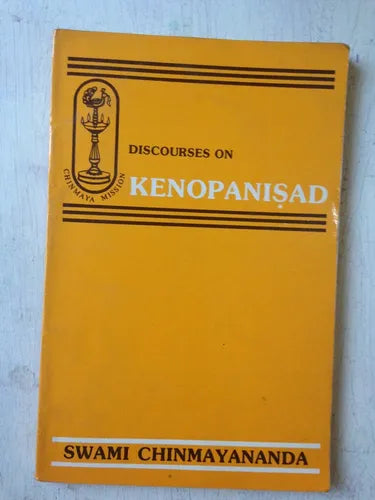 CHINMAYA MISSION
DISCOURSES ON
KENOPANIṢAD
SWAMI CHINMAYANANDA